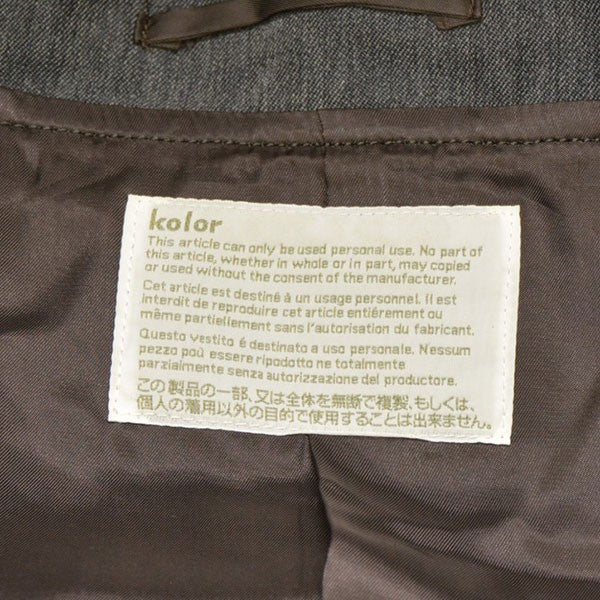 kolor
This article can only be used personal use. No part of
this article, whether in whole or in part, may copied
or used without the consent of the manufacturer.
Cet article est destiné à un usage personnel. Il est
interdit de reproduire cet article entiérement ou
même partiellement sans l'autorisation du fabricant.
Questo vestito é destinato a uso personale. Nessum
pezzo poù essere ripodotto ne totalmente
parzialmente senza autorizzazione del productore.
この製品の一部、又は全体を無断で複製、もしくは、
個人の着用以外の目的で使用することは出来ません。